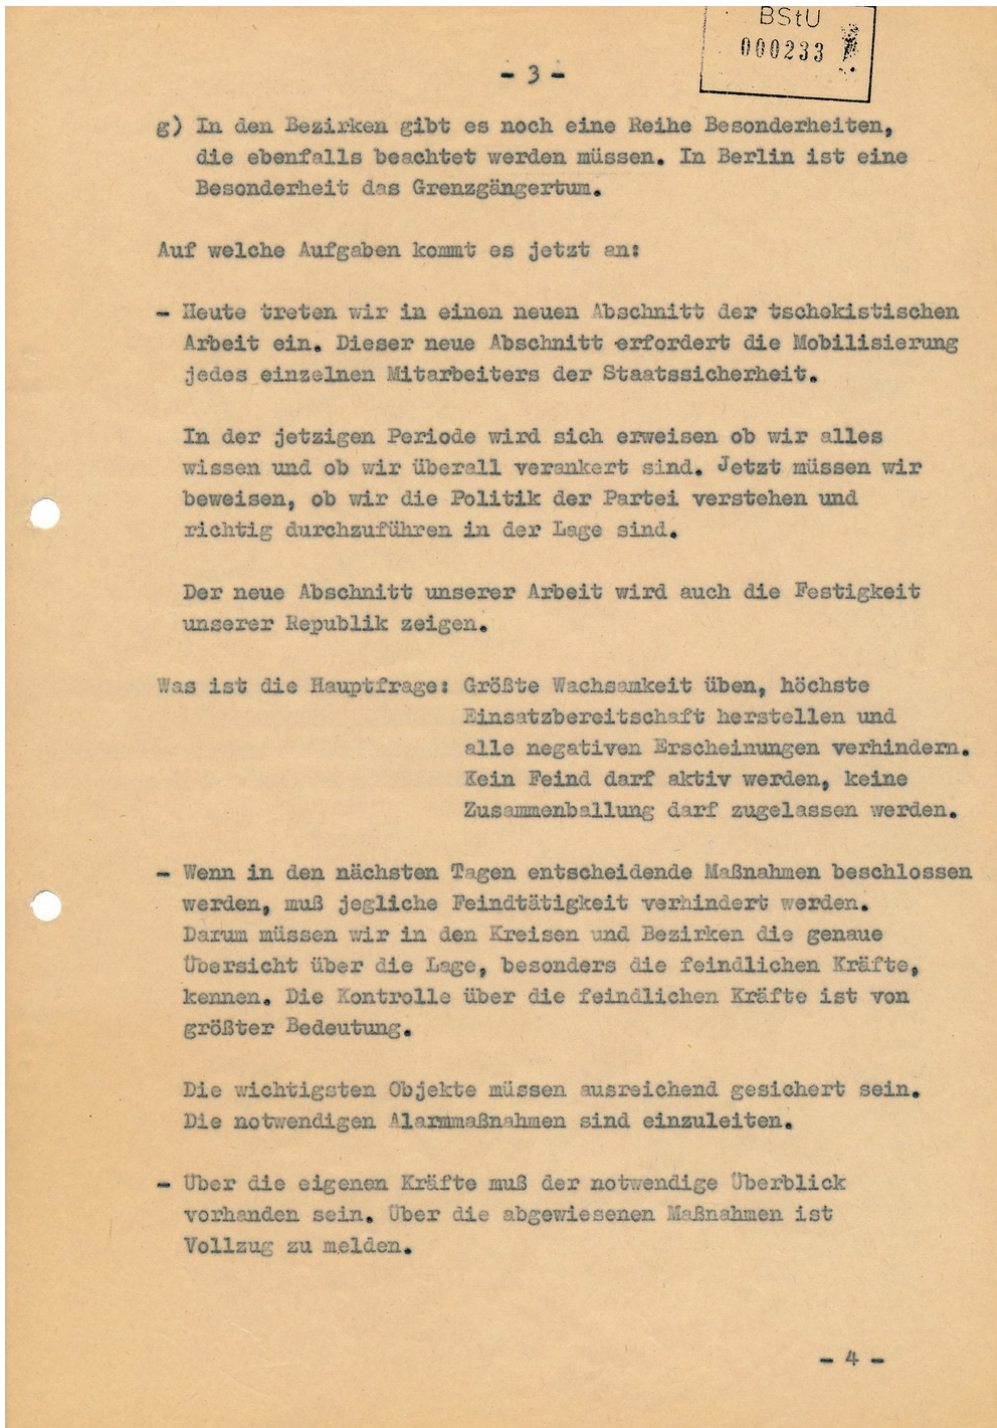 BStU
000233
- 3 -
g) In den Bezirken gibt es noch eine Reihe Besonderheiten,
die ebenfalls beachtet werden müssen. In Berlin ist eine
Besonderheit das Grenzgängertum.
Auf welche Aufgaben kommt es jetzt an:
- Heute treten wir in einen neuen Abschnitt der tschekistischen
Arbeit ein. Dieser neue Abschnitt erfordert die Mobilisierung
jedes einzelnen Mitarbeiters der Staatssicherheit.
In der jetzigen Periode wird sich erweisen ob wir alles
wissen und ob wir überall verankert sind. Jetzt müssen wir
beweisen, ob wir die Politik der Partei verstehen und
richtig durchzuführen in der Lage sind.
Der neue Abschnitt unserer Arbeit wird auch die Festigkeit
unserer Republik zeigen.
Was ist die Hauptfrage: Größte Wachsamkeit üben, höchste
Einsatzbereitschaft herstellen und
alle negativen Erscheinungen verhindern.
Kein Feind darf aktiv werden, keine
Zusammenballung darf zugelassen werden.
- Wenn in den nächsten Tagen entscheidende Maßnahmen beschlossen
werden, muß jegliche Feindtätigkeit verhindert werden.
Darum müssen wir in den Kreisen und Bezirken die genaue
Übersicht über die Lage, besonders die feindlichen Kräfte,
kennen. Die Kontrolle über die feindlichen Kräfte ist von
größter Bedeutung.
Die wichtigsten Objekte müssen ausreichend gesichert sein.
Die notwendigen Alarmmaßnahmen sind einzuleiten.
- Über die eigenen Kräfte muß der notwendige Überblick
vorhanden sein. Über die abgewiesenen Maßnahmen ist
Vollzug zu melden.
- 4 -